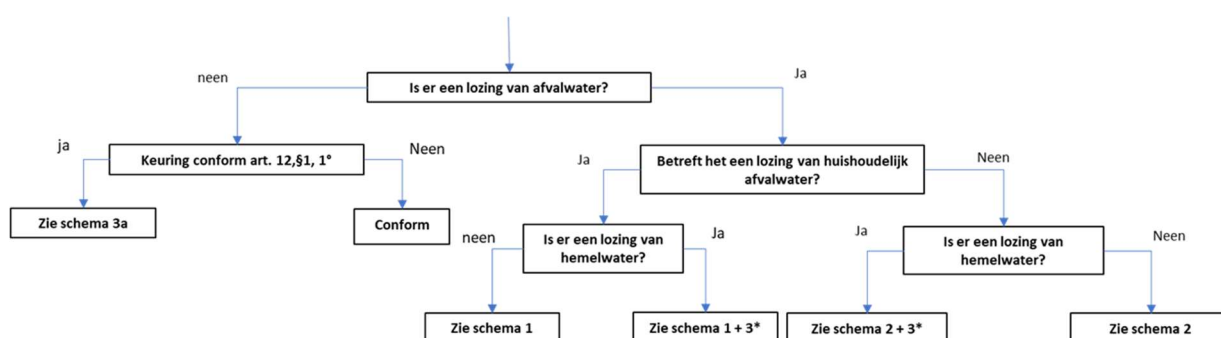 neen
Ja
Is er een lozing van afvalwater?
ja
Keuring conform art. 12,§1, 1°
Neen
Ja
Betreft het een lozing van huishoudelijk
afvalwater?
Neen
Zie schema 3a
Conform
neen
Is er een lozing van
hemelwater?
Ja
Ja
Is er een lozing van
hemelwater?
Neen
Zie schema 1
Zie schema 1 + 3*
Zie schema 2 + 3*
Zie schema 2